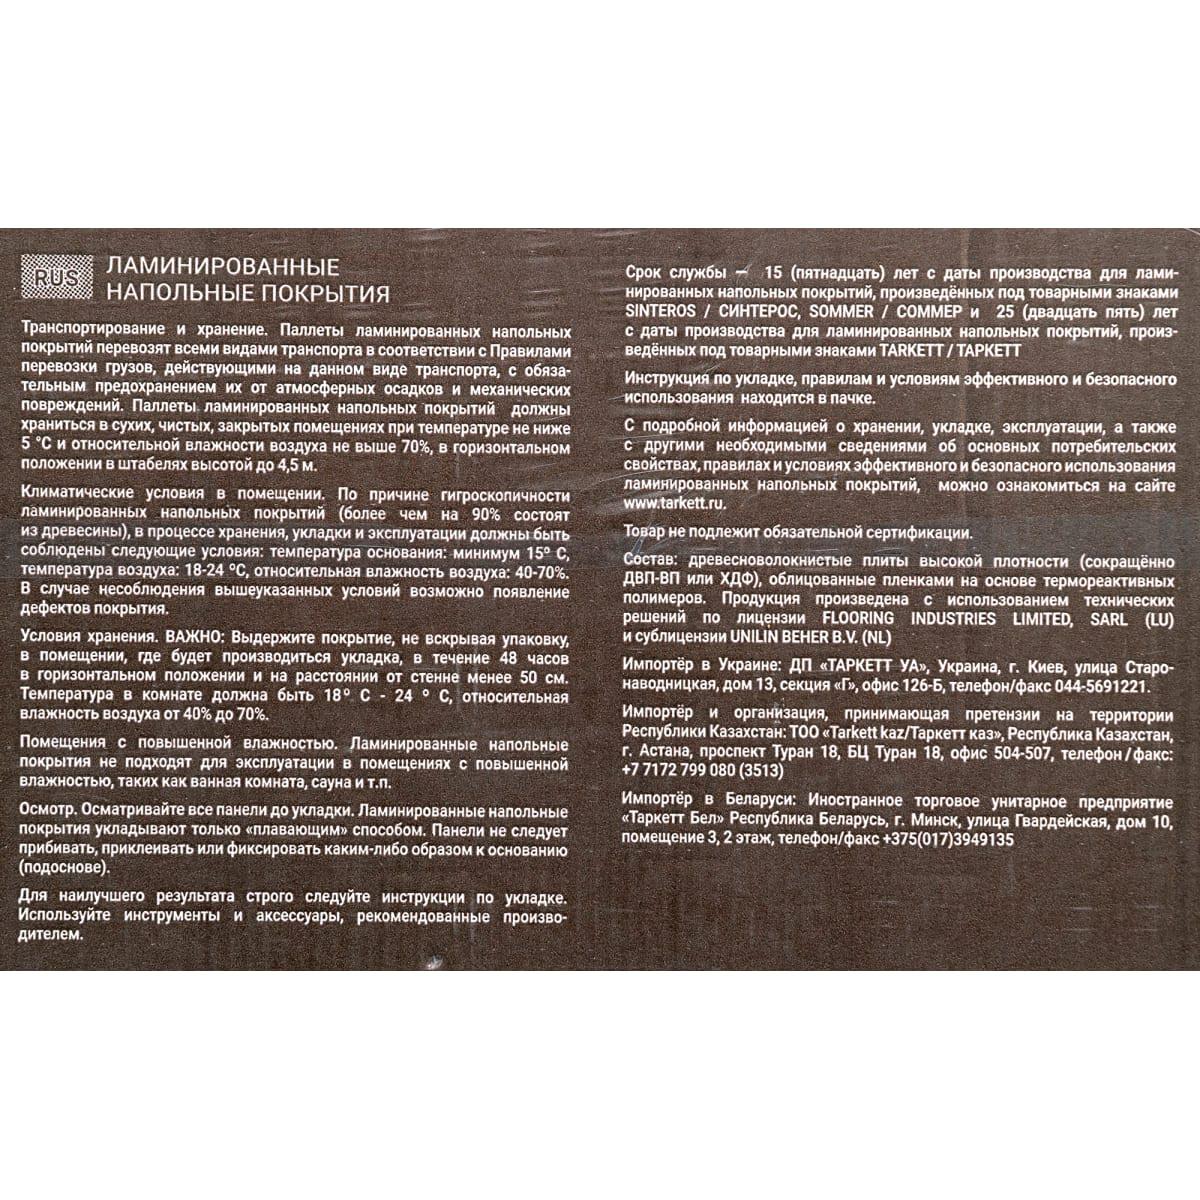 RUS
ЛАМИНИРОВАННЫЕ
НАПОЛЬНЫЕ ПОКРЫТИЯ
Транспортирование и хранение. Паллеты ламинированных напольных
покрытий перевозят всеми видами транспорта в соответствии с Правилами
перевозки грузов, действующими на данном виде транспорта, с обяза-
тельным предохранением их от атмосферных осадков и механических
повреждений. Паллеты ламинированных напольных покрытий должны
храниться в сухих, чистых, закрытых помещениях при температуре не ниже
5 °С и относительной влажности воздуха не выше 70%, в горизонтальном
положении в штабелях высотой до 4,5 м.
Климатические условия в помещении. По причине гигроскопичности
ламинированных напольных покрытий (более чем на 90% состоят
из древесины), в процессе хранения, укладки и эксплуатации должны быть
соблюдены следующие условия: температура основания: минимум 15º С,
температура воздуха: 18-24 ºС, относительная влажность воздуха: 40-70%.
В случае несоблюдения вышеуказанных условий возможно появление
дефектов покрытия.
Условия хранения. ВАЖНО: Выдержите покрытие, не вскрывая упаковку,
в помещении, где будет производиться укладка, в течение 48 часов
в горизонтальном положении и на расстоянии от стенне менее 50 см.
Температура в комнате должна быть 18º С - 24 º С, относительная
влажность воздуха от 40% до 70%.
Помещения с повышенной влажностью. Ламинированные напольные
покрытия не подходят для эксплуатации в помещениях с повышенной
влажностью, таких как ванная комната, сауна и т.п.
Осмотр. Осматривайте все панели до укладки. Ламинированные напольные
покрытия укладывают только «плавающим» способом. Панели не следует
прибивать, приклеивать или фиксировать каким-либо образом к основанию
(подоснове).
Для наилучшего результата строго следуйте инструкции по укладке.
Используйте инструменты и аксессуары, рекомендованные произво-
дителем.
Срок службы — 15 (пятнадцать) лет с даты производства для лами-
нированных напольных покрытий, произведённых под товарными знаками
SINTEROS / СИНТЕРОС, SOMMER / СОММЕР и 25 (двадцать пять) лет
с даты производства для ламинированных напольных покрытий, произ-
ведённых под товарными знаками TARKETT / ТАРКЕТТ
Инструкция по укладке, правилам и условиям эффективного и безопасного
использования находится в пачке.
С подробной информацией о хранении, укладке, эксплуатации, а также
с другими необходимыми сведениями об основных потребительских
свойствах, правилах и условиях эффективного и безопасного использования
ламинированных напольных покрытий, можно ознакомиться на сайте
www.tarkett.ru.
Товар не подлежит обязательной сертификации.
Состав: древесноволокнистые плиты высокой плотности (сокращённо
ДВП-ВП или ХДФ), облицованные пленками на основе термореактивных
полимеров. Продукция произведена с использованием технических
решений по лицензии FLOORING INDUSTRIES LIMITED, SARL (LU)
и сублицензии UNILIN BEHER B.V. (NL)
Импортёр в Украине: ДП «ТАРКЕТТ УА», Украина, г. Киев, улица Старо-
наводницкая, дом 13, секция «Г», офис 126-Б, телефон/факс 044-5691221.
Импортёр и организация, принимающая претензии на территории
Республики Казахстан: ТОО «Tarkett kaz/Таркетт каз», Республика Казахстан,
г. Астана, проспект Туран 18, БЦ Туран 18, офис 504-507, телефон / факс:
+7 7172 799 080 (3513)
Импортёр в Беларуси: Иностранное торговое унитарное предприятие
«Таркетт Бел» Республика Беларусь, г. Минск, улица Гвардейская, дом 10,
помещение 3, 2 этаж, телефон/факс +375(017)3949135